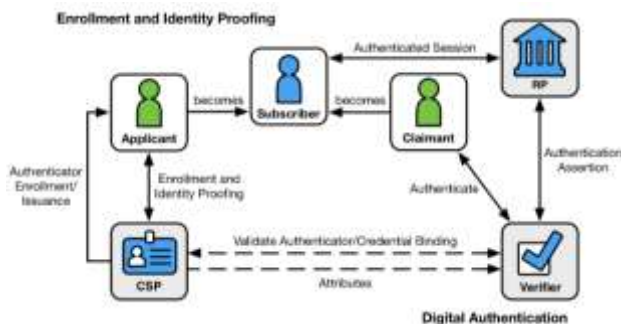 Enrollment and Identity Proofing
Authenticated Session
RP
becomes
Subscriber
becomes
Applicant
Claimant
Authenticator
Enrollment/
Issuance
Enrollment and
Identity Proofing
Authenticate
Authentication
Assertion
Validate Authenticator/Credential Binding
CSP
Attributes
Verifier
Digital Authentication